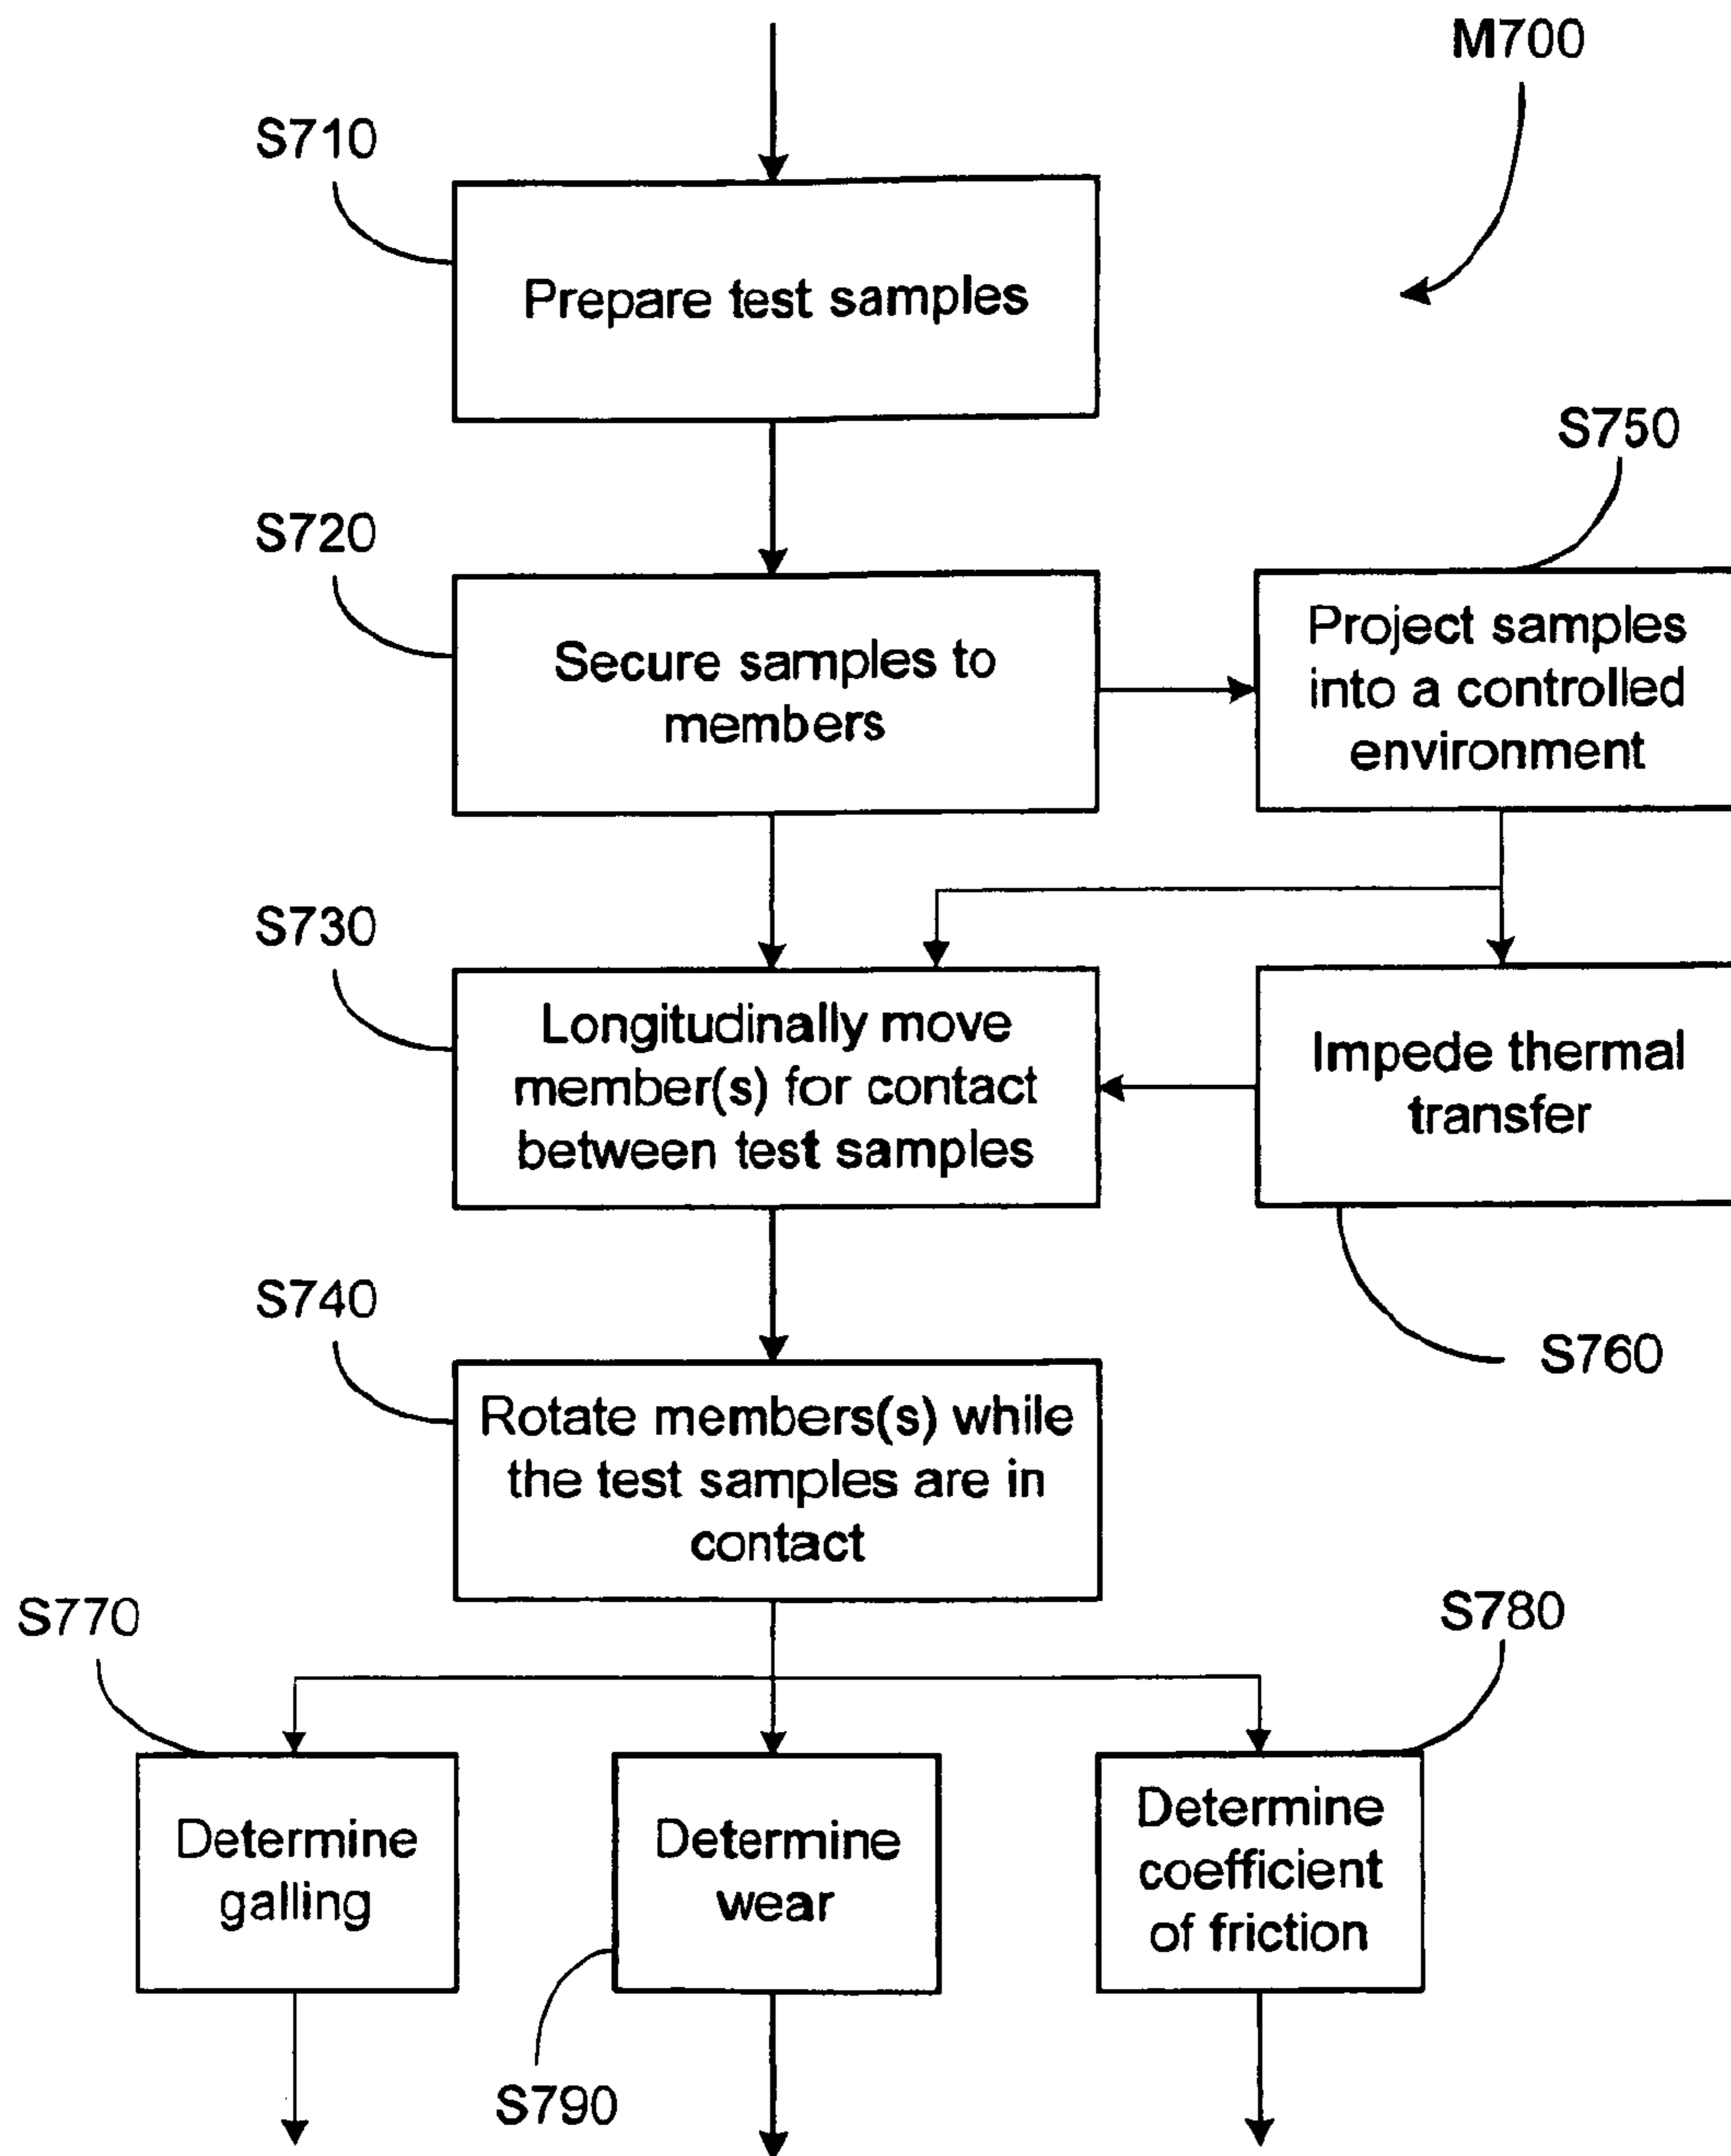 M700
S710
Prepare test samples
S750
S720
Secure samples to
members
Project samples
into a controlled
environment
S730
Longitudinally move
member(s) for contact
between test samples
Impede thermal
transfer
S740
S760
Rotate members(s) while
the test samples are in
contact
S770
S780
Determine
galling
Determine
wear
Determine
coefficient
of friction
S790